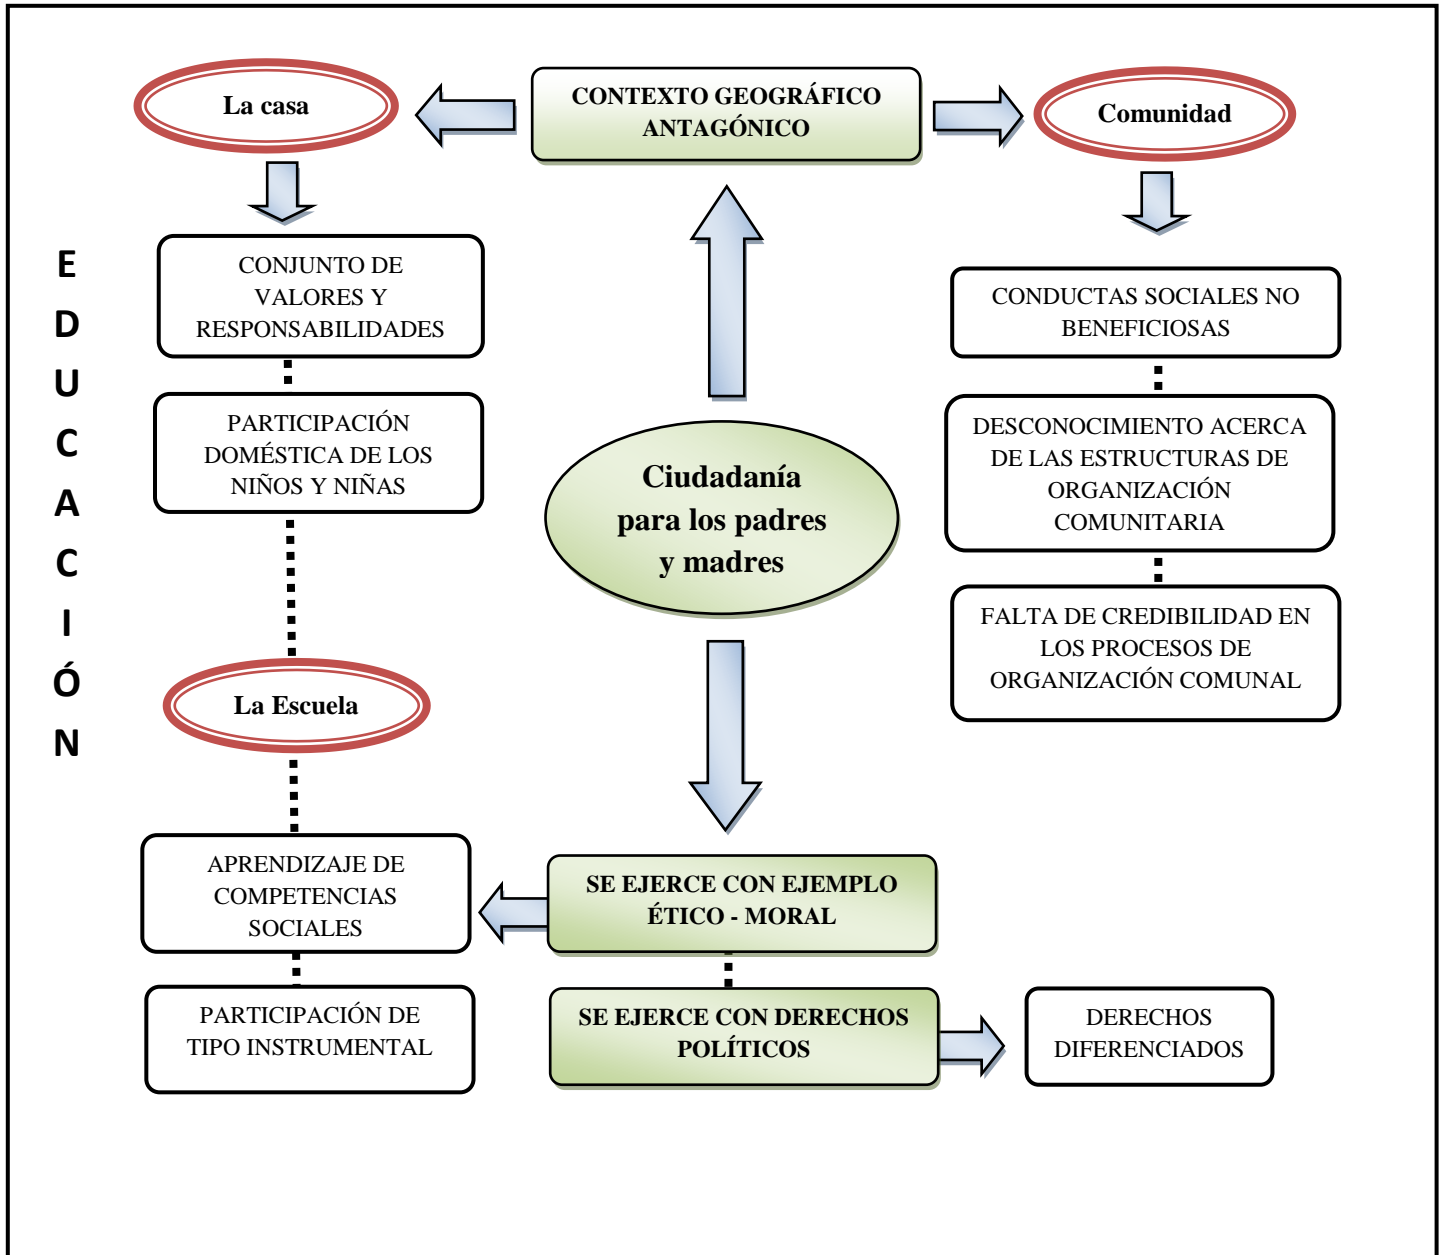 La casa
CONTEXTO GEOGRÁFICO
ANTAGÓNICO
Comunidad
E
D
U
C
A
C
I
Ó
N
CONJUNTO DE
VALORES Y
RESPONSABILIDADES
CONDUCTAS SOCIALES NO
BENEFICIOSAS
PARTICIPACIÓN
DOMÉSTICA DE LOS
NIÑOS Y NIÑAS
DESCONOCIMIENTO ACERCA
DE LAS ESTRUCTURAS DE
ORGANIZACIÓN
COMUNITARIA
Ciudadanía
para los padres
y madres
FALTA DE CREDIBILIDAD EN
LOS PROCESOS DE
ORGANIZACIÓN COMUNAL
La Escuela
APRENDIZAJE DE
COMPETENCIAS
SOCIALES
SE EJERCE CON EJEMPLO
ÉTICO - MORAL
PARTICIPACIÓN DE
TIPO INSTRUMENTAL
SE EJERCE CON DERECHOS
POLÍTICOS
DERECHOS
DIFERENCIADOS